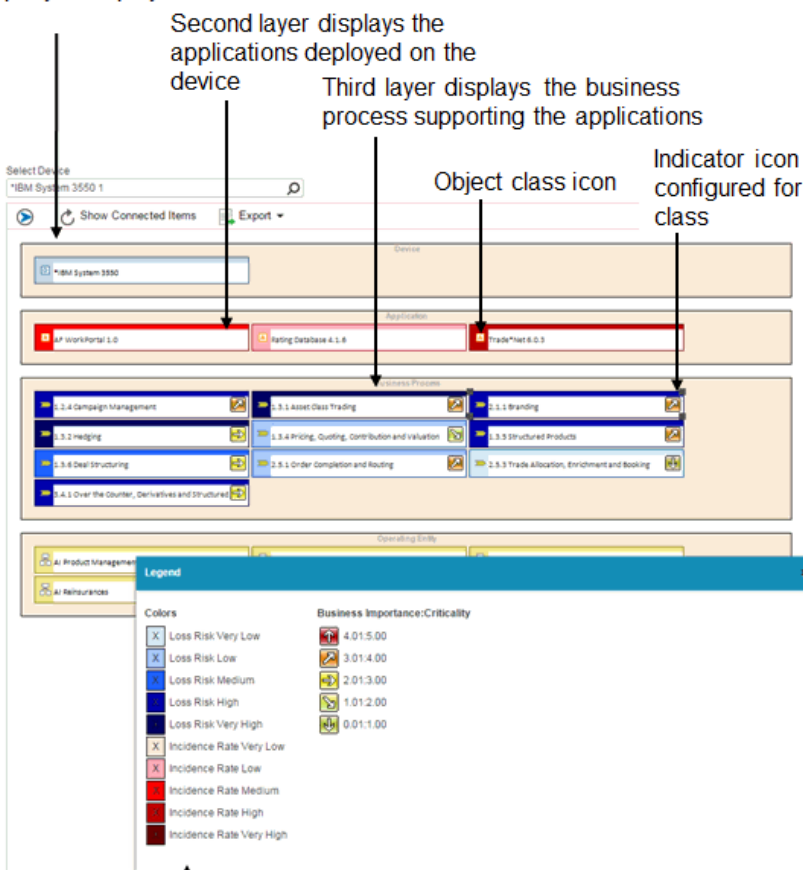 Second layer displays the
applications deployed on the
device
Third layer displays the business
process supporting the applications
Indicator icon
configured for
class
Object class icon
Select Device
*IBM System 3550 1
Show Connected Items
Export
Device
*IBM System 3550
Application
AP WorkPortal 1.0
Rating Database 4.1.6
Trade*Net 6.0.3
Business Process
1.2.4 Campaign Management
1.3.1 Asset Class Trading
2.1.1 Branding
1.3.2 Hedging
1.3.4 Pricing, Quoting, Contribution and Valuation
1.3.5 Structured Products
1.3.6 Deal Structuring
2.5.1 Order Completion and Routing
2.5.3 Trade Allocation, Enrichment and Booking
3.4.1 Over the Counter, Derivatives and Structured
Operating Entity
AI Product Managemen
AI Reinsurances
Legend
Colors
Business Importance:Criticality
X Loss Risk Very Low
4.01:5.00
X Loss Risk Low
3.01:4.00
X Loss Risk Medium
2.01:3.00
Loss Risk High
1.01:2.00
Loss Risk Very High
0.01:1.00
X Incidence Rate Very Low
X Incidence Rate Low
X Incidence Rate Medium
Incidence Rate High
Incidence Rate Very High